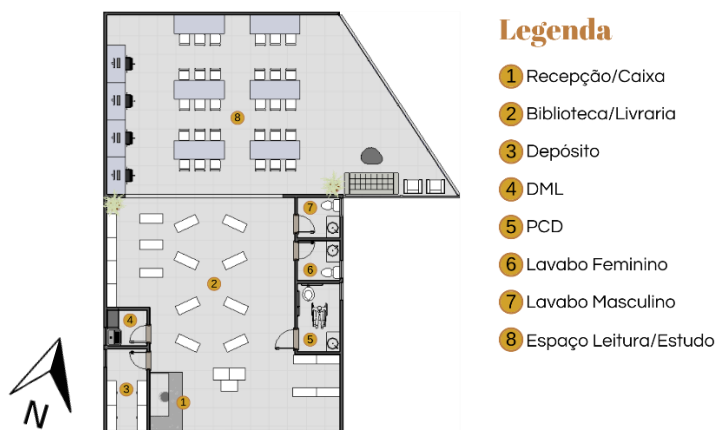 Legenda
1 Recepção/Caixa
2 Biblioteca/Livraria
3 Depósito
4 DML
5 PCD
6 Lavabo Feminino
7 Lavabo Masculino
8 Espaço Leitura/Estudo
8
7
6
2
4
5
3
1
N